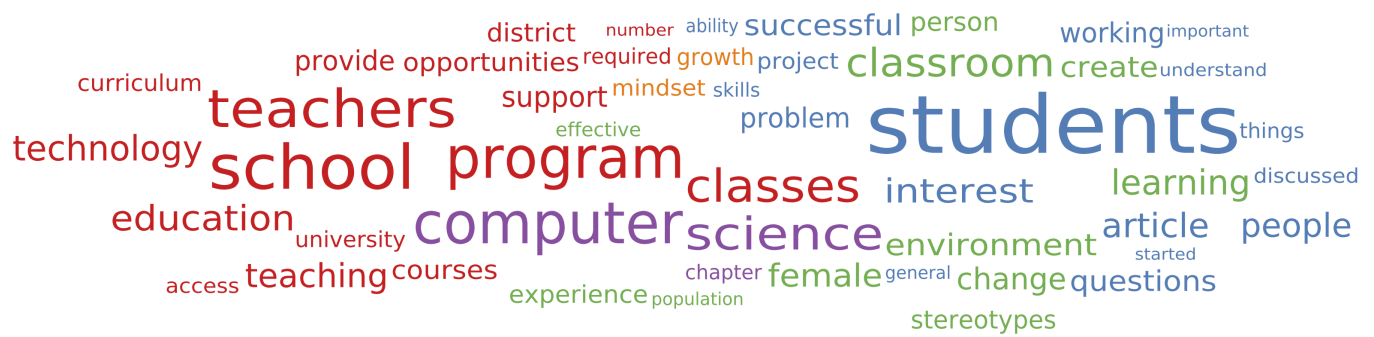 district number ability successful person working important
provide opportunities required growth project classroom create understand
curriculum teachers support mindset skills problem students things
technology school effective program classes interest learning discussed
education university computer science environment article people
access teaching courses chapter female general change started questions
experience population
stereotypes